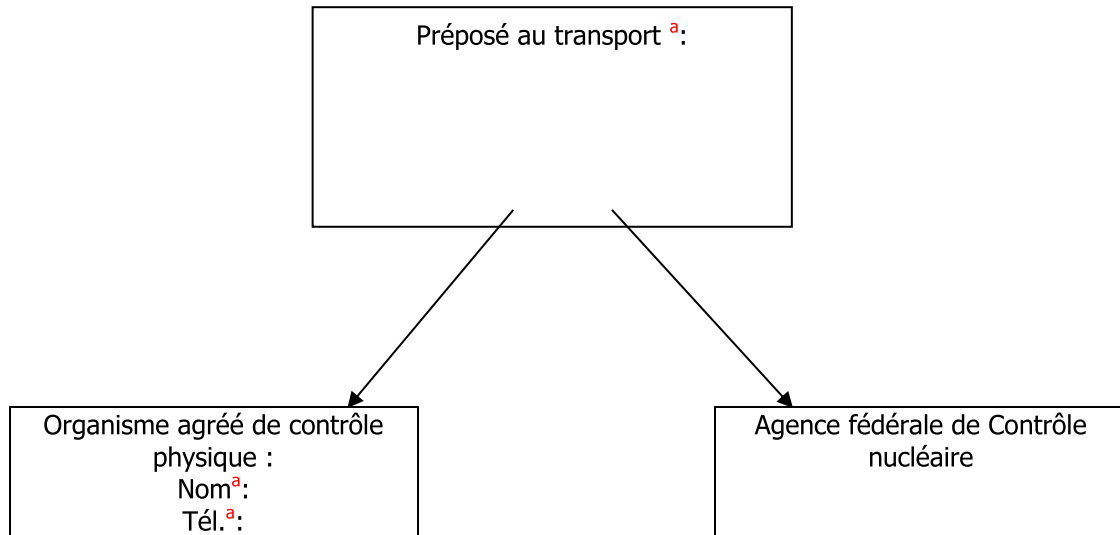 Préposé au transport a:
Organisme agréé de contrôle
physique :
Noma:
Tél.a:
Agence fédérale de Contrôle
nucléaire